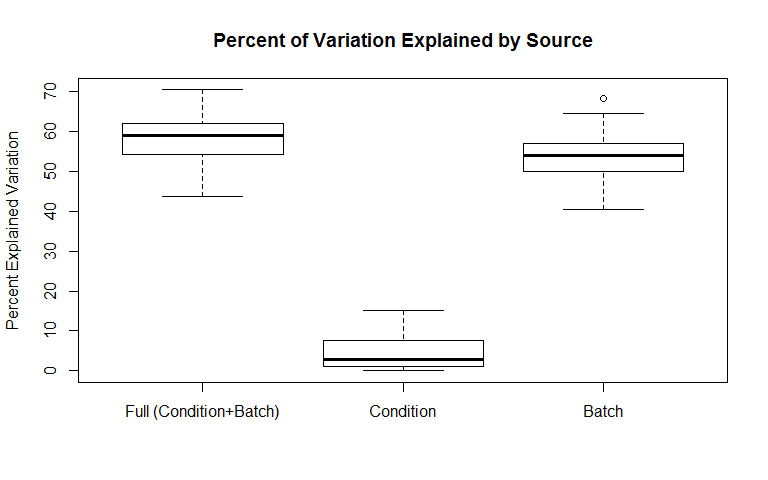 Percent of Variation Explained by Source
Percent Explained Variation
70
60
50
40
30
20
10
0
Full (Condition+Batch)
Condition
Batch